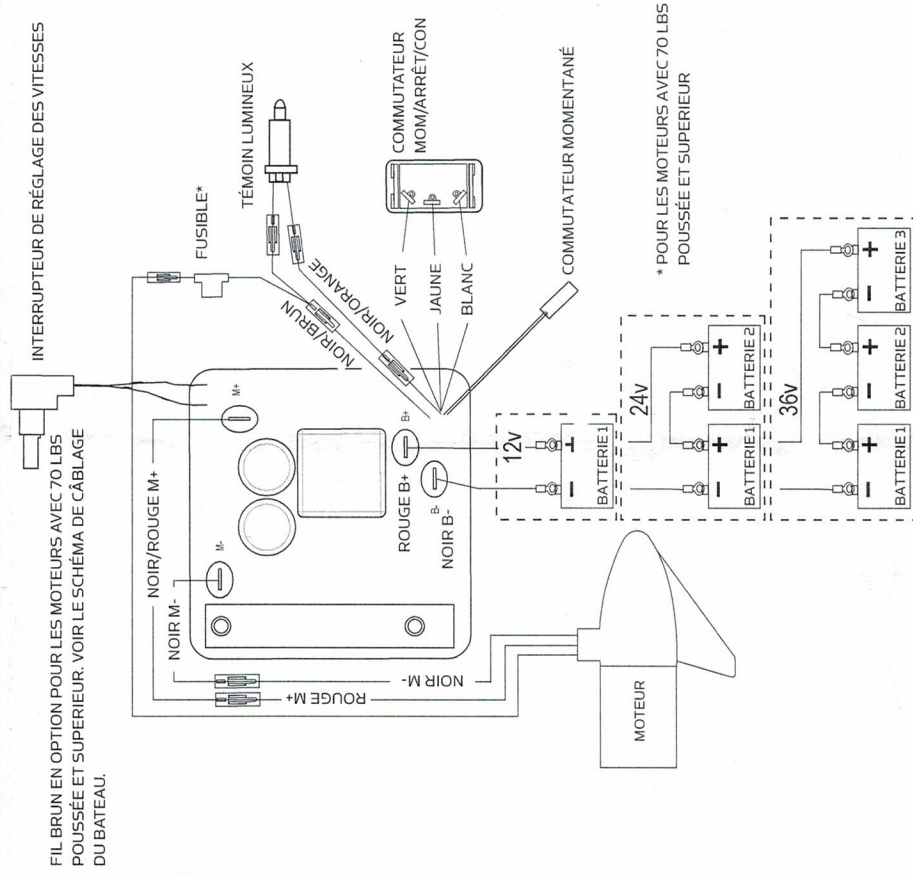 INTERRUPTEUR DE RÉGLAGE DES VITESSES
FIL BRUN EN OPTION POUR LES MOTEURS AVEC 70 LBS
POUSSÉE ET SUPERIEUR. VOIR LE SCHÉMA DE CÂBLAGE
DU BATEAU.
FUSIBLE*
TÉMOIN LUMINEUX
COMMUTATEUR
MOM/ARRÊT/CON
COMMUTATEUR MOMENTANÉ
* POUR LES MOTEURS AVEC 70 LBS
POUSSÉE ET SUPERIEUR
NOIR/BRUN
NOIR/ORANGE
VERT
JAUNE
BLANC
NOIR/ROUGE M+
NOIR M-
M+
M-
B+
B-
ROUGE B+
NOIR B-
ROUGE M+
NOIR M-
MOTEUR
12v
- +
BATTERIE 1
24v
- +
BATTERIE 1
- +
BATTERIE 2
36v
- +
BATTERIE 1
- +
BATTERIE 2
- +
BATTERIE 3